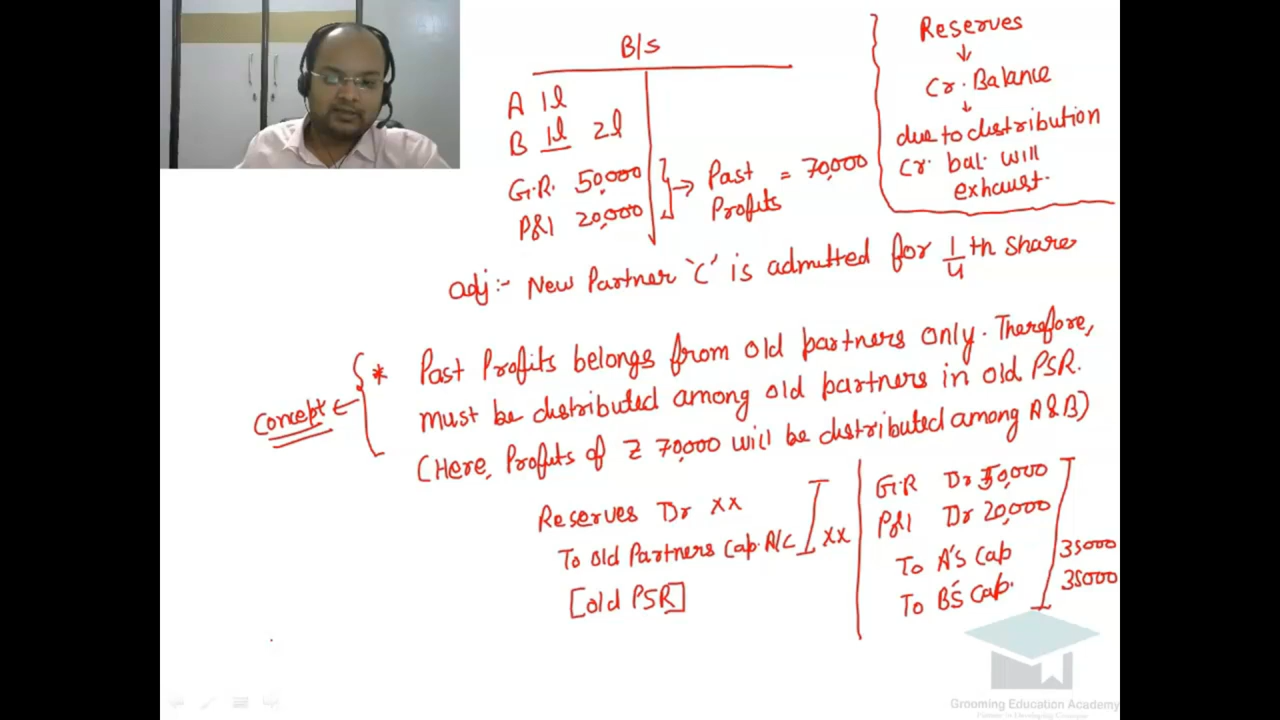 B/s
A 1l
B 1l 2l
G.R. 50,000
P&l 20,000
Past Profits = 70,000
Reserves
Cr. Balance
due to distribution
Cr. bal. will
exhaust.
adj:- New Partner 'C' is admitted for 1/4 th share
Concept
* Past Profits belongs from old partners only. Therefore,
must be distributed among old partners in old PSR.
(Here, Profits of ₹ 70,000 will be distributed among A&B)
Reserves Dr xx
To old Partners Cap. A/c xx
[old PSR]
G.R Dr 50,000
P&l Dr 20,000
To A's Cap 35000
To B's Cap. 35000
Grooming Education Academy